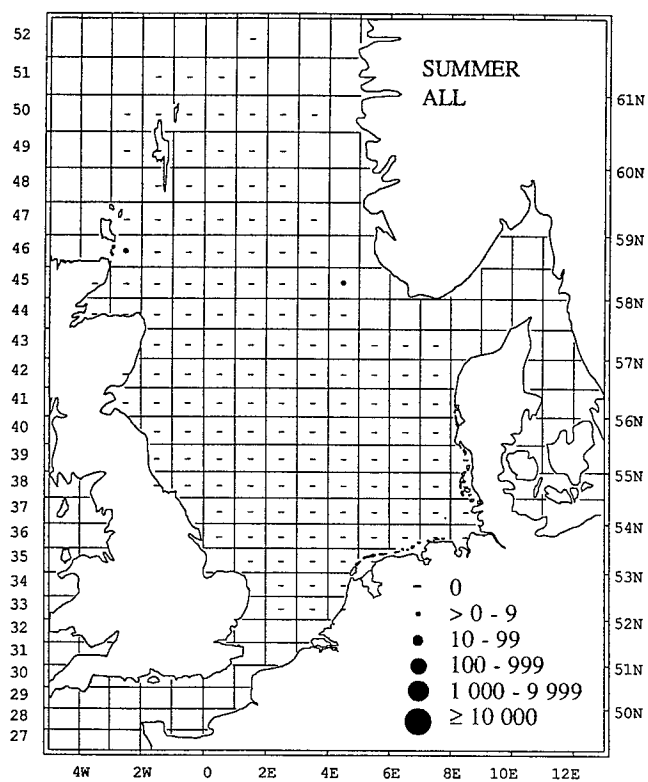 SUMMER
ALL
52
51
50
49
48
47
46
45
44
43
42
41
40
39
38
37
36
35
34
33
32
31
30
29
28
27
61N
60N
59N
58N
57N
56N
55N
54N
53N
52N
51N
50N
- 0
> 0 - 9
10 - 99
100 - 999
1 000 - 9 999
≥ 10 000
4W 2W 0 2E 4E 6E 8E 10E 12E